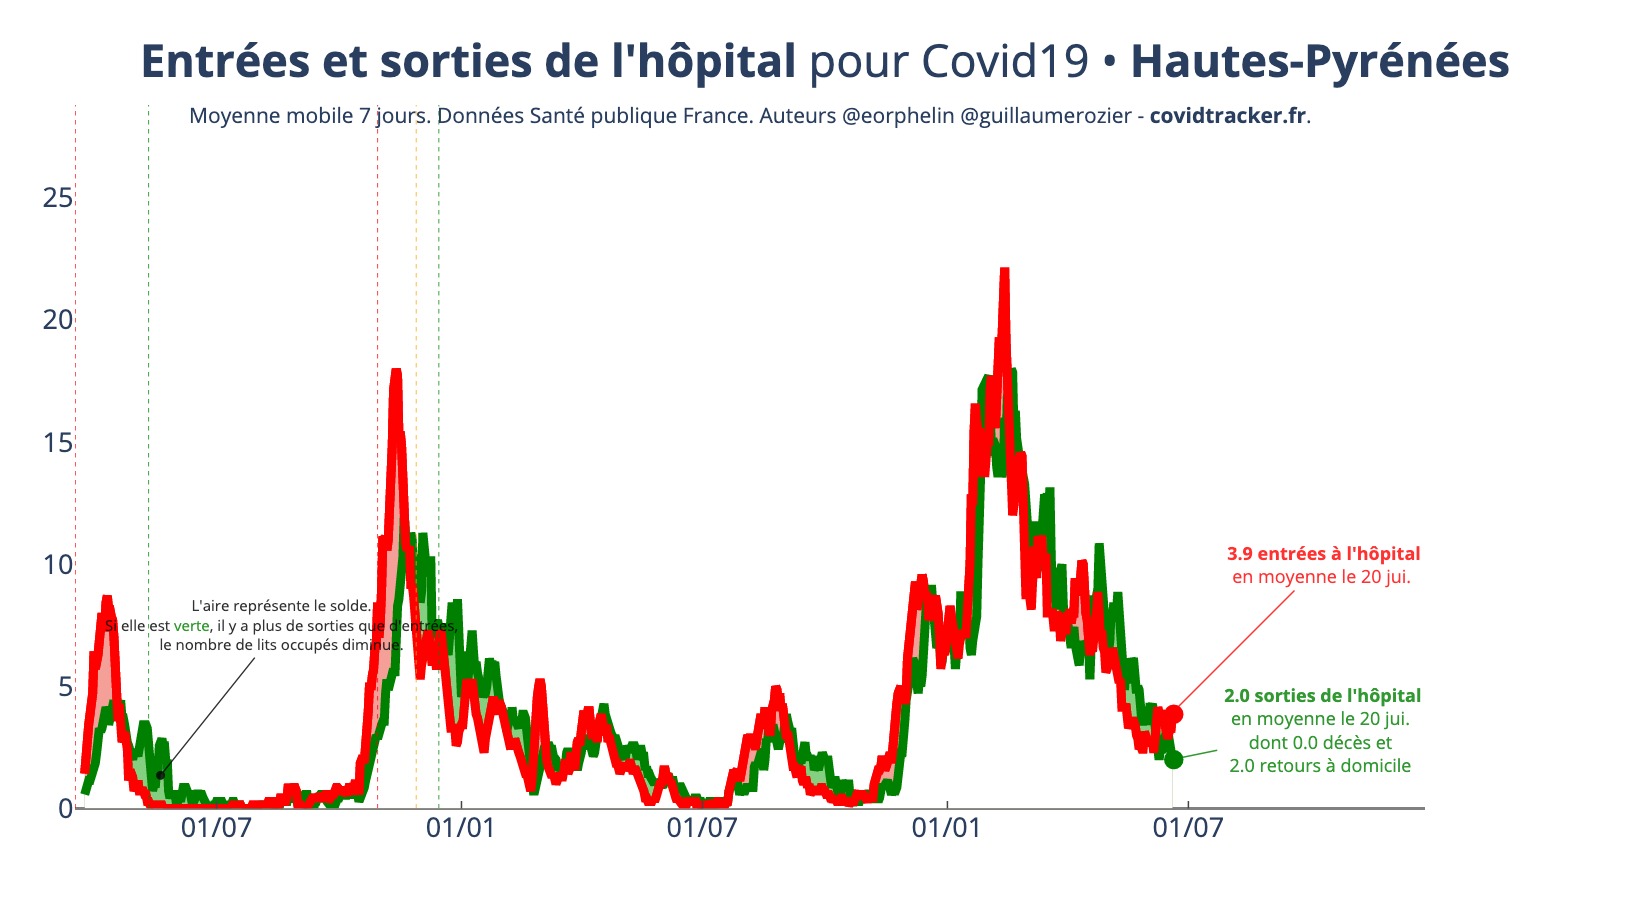 Entrées et sorties de l'hôpital pour Covid19 • Hautes-Pyrénées
Moyenne mobile 7 jours. Données Santé publique France. Auteurs @eorphelin @guillaumerozier - covidtracker.fr.
25
20
15
10
5
0
L'aire représente le solde.
Si elle est verte, il y a plus de sorties que d'entrées,
le nombre de lits occupés diminue.
3.9 entrées à l'hôpital
en moyenne le 20 jui.
2.0 sorties de l'hôpital
en moyenne le 20 jui.
dont 0.0 décès et
2.0 retours à domicile
01/07
01/01
01/07
01/01
01/07